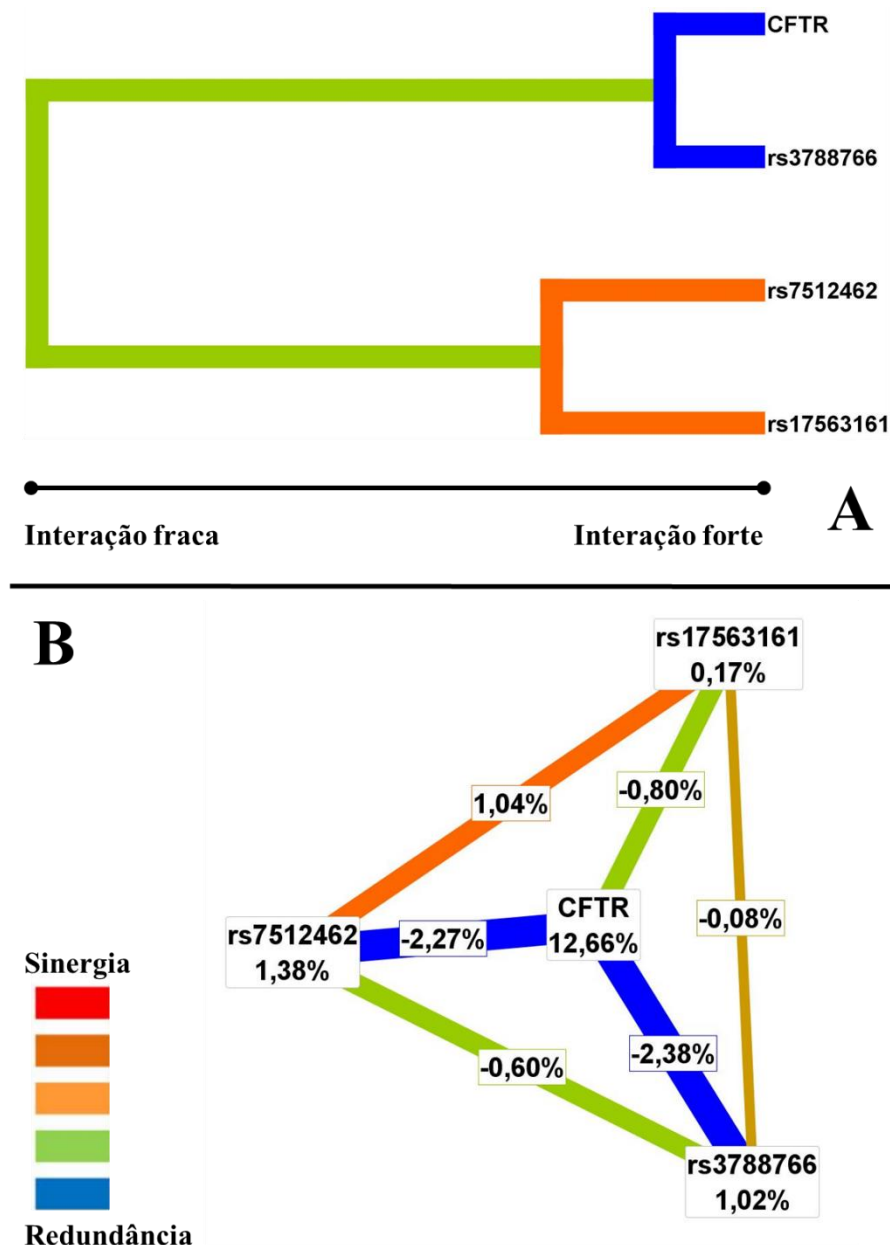 CFTR
rs3788766
rs7512462
rs17563161
Interação fraca
Interação forte
A
B
rs17563161
0,17%
1,04%
-0,80%
CFTR
12,66%
-0,08%
rs7512462
1,38%
-2,27%
Sinergia
-0,60%
-2,38%
rs3788766
1,02%
Redundância